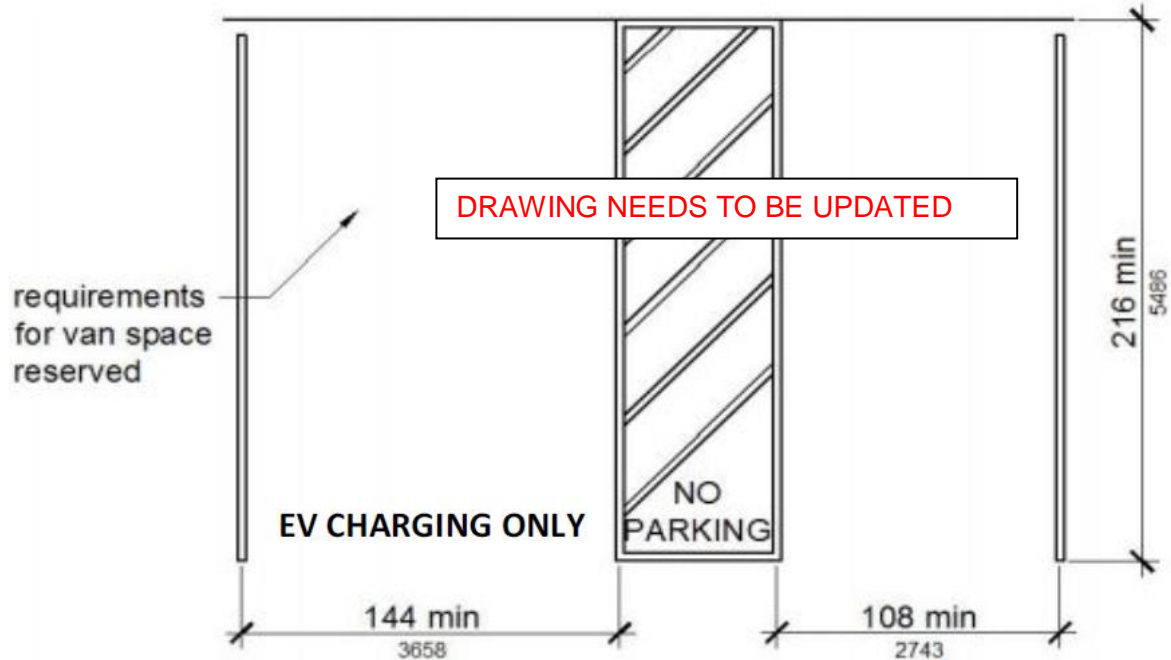 DRAWING NEEDS TO BE UPDATED
requirements
for van space
reserved
216 min
5486
EV CHARGING ONLY
NO
PARKING
144 min
3658
108 min
2743